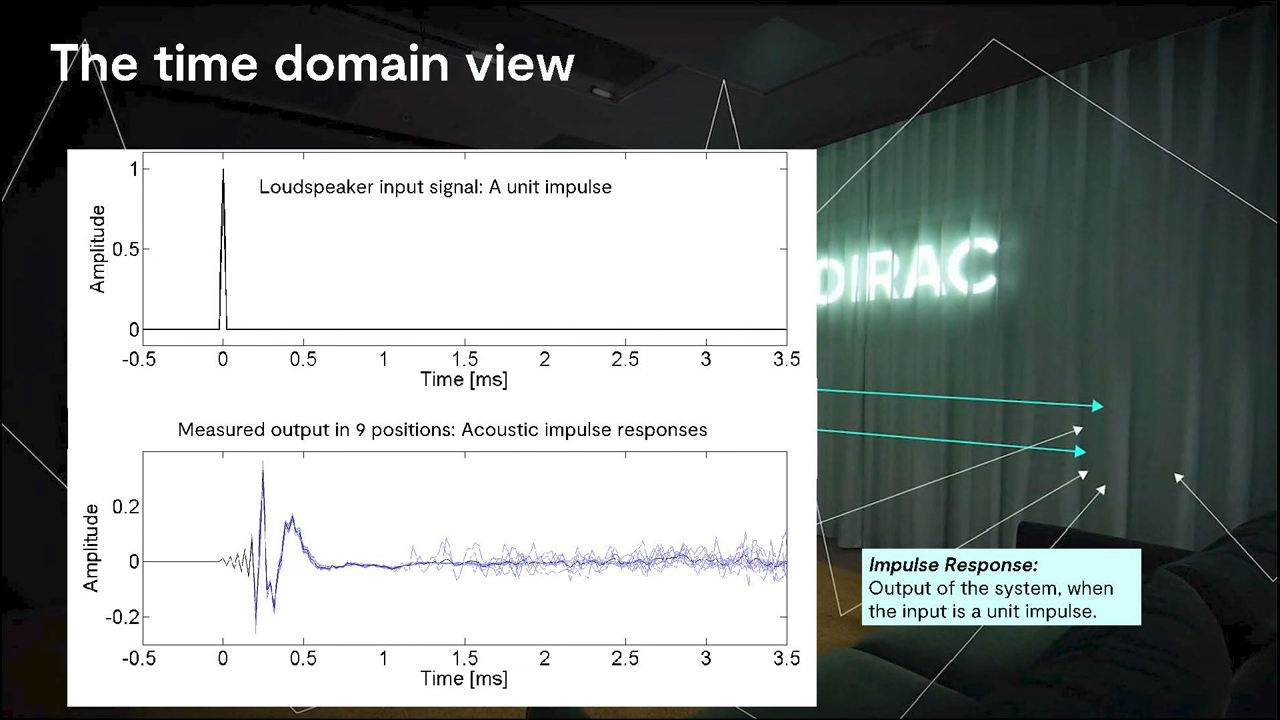 The time domain view
1
Loudspeaker input signal: A unit impulse
Amplitude
0.5
0
-0.5 0 0.5 1 1.5 2 2.5 3 3.5
Time [ms]
DIRAC
Measured output in 9 positions: Acoustic impulse responses
0.2
Amplitude
0
-0.2
-0.5 0 0.5 1 1.5 2 2.5 3 3.5
Time [ms]
Impulse Response:
Output of the system, when
the input is a unit impulse.